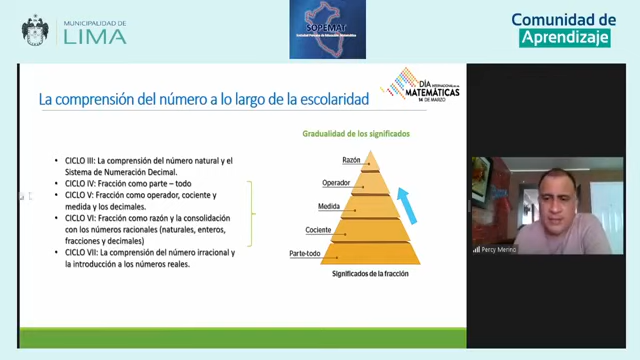 MUNICIPALIDAD DE
LIMA
SOPEMAT
Comunidad de
Aprendizaje
La comprensión del número a lo largo de la escolaridad
DÍA
INTERNACIONAL DE LAS
MATEMÁTICAS
14 DE MARZO
• CICLO III: La comprensión del número natural y el
Sistema de Numeración Decimal.
• CICLO IV: Fracción como parte – todo
• CICLO V: Fracción como operador, cociente y
medida y los decimales.
• CICLO VI: Fracción como razón y la consolidación
con los números racionales (naturales, enteros,
fracciones y decimales)
• CICLO VII: La comprensión del número irracional y
la introducción a los números reales.
Gradualidad de los significados
Razón
Operador
Medida
Cociente
Parte-todo
Significados de la fracción
Percy Merino